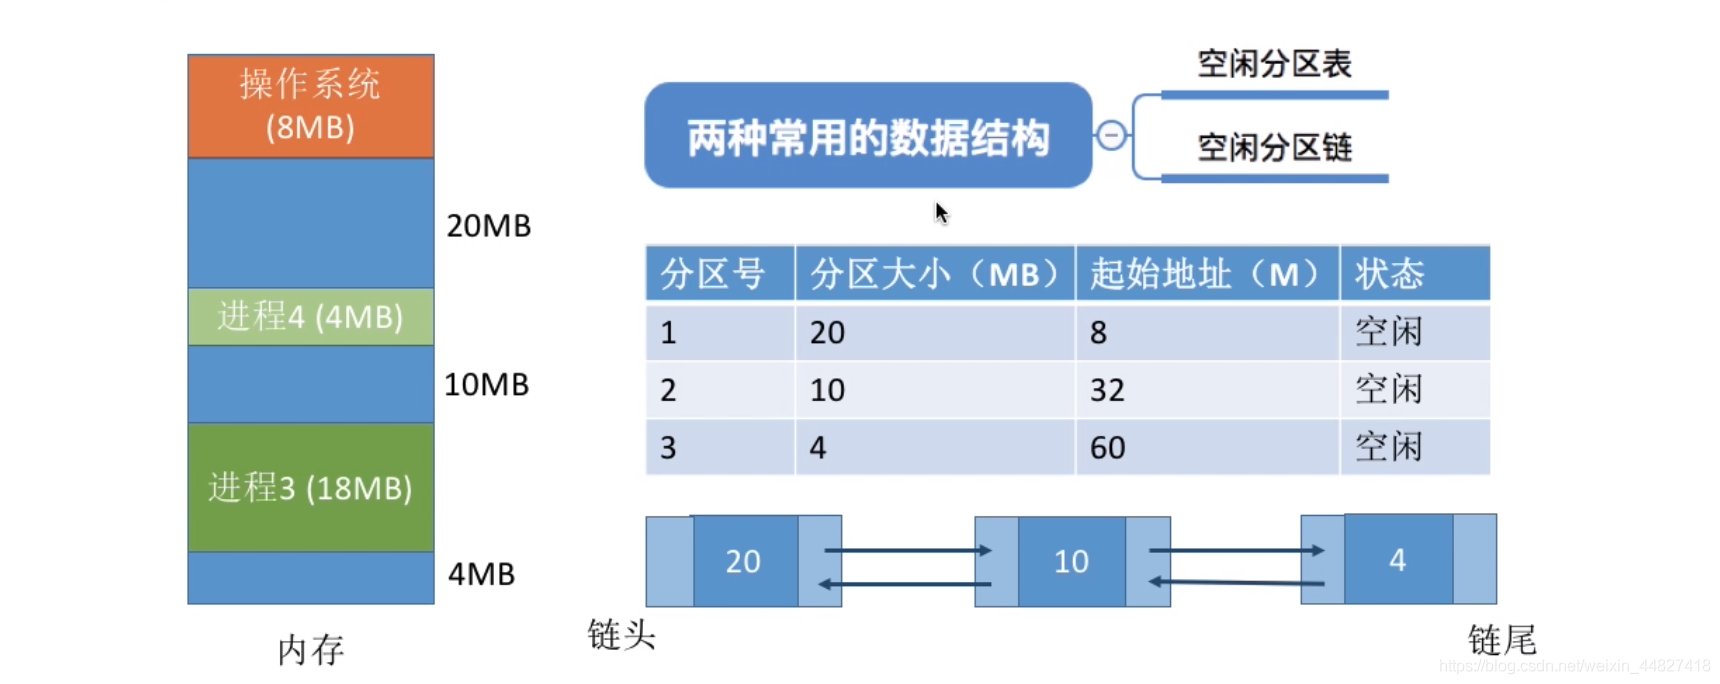 操作系统
(8MB)
20MB
进程4 (4MB)
10MB
进程3 (18MB)
4MB
内存
两种常用的数据结构
空闲分区表
空闲分区链
分区号 分区大小（MB） 起始地址（M） 状态
1 20 8 空闲
2 10 32 空闲
3 4 60 空闲
20 10 4
链头
链尾
https://blog.csdn.net/weixin_44827418